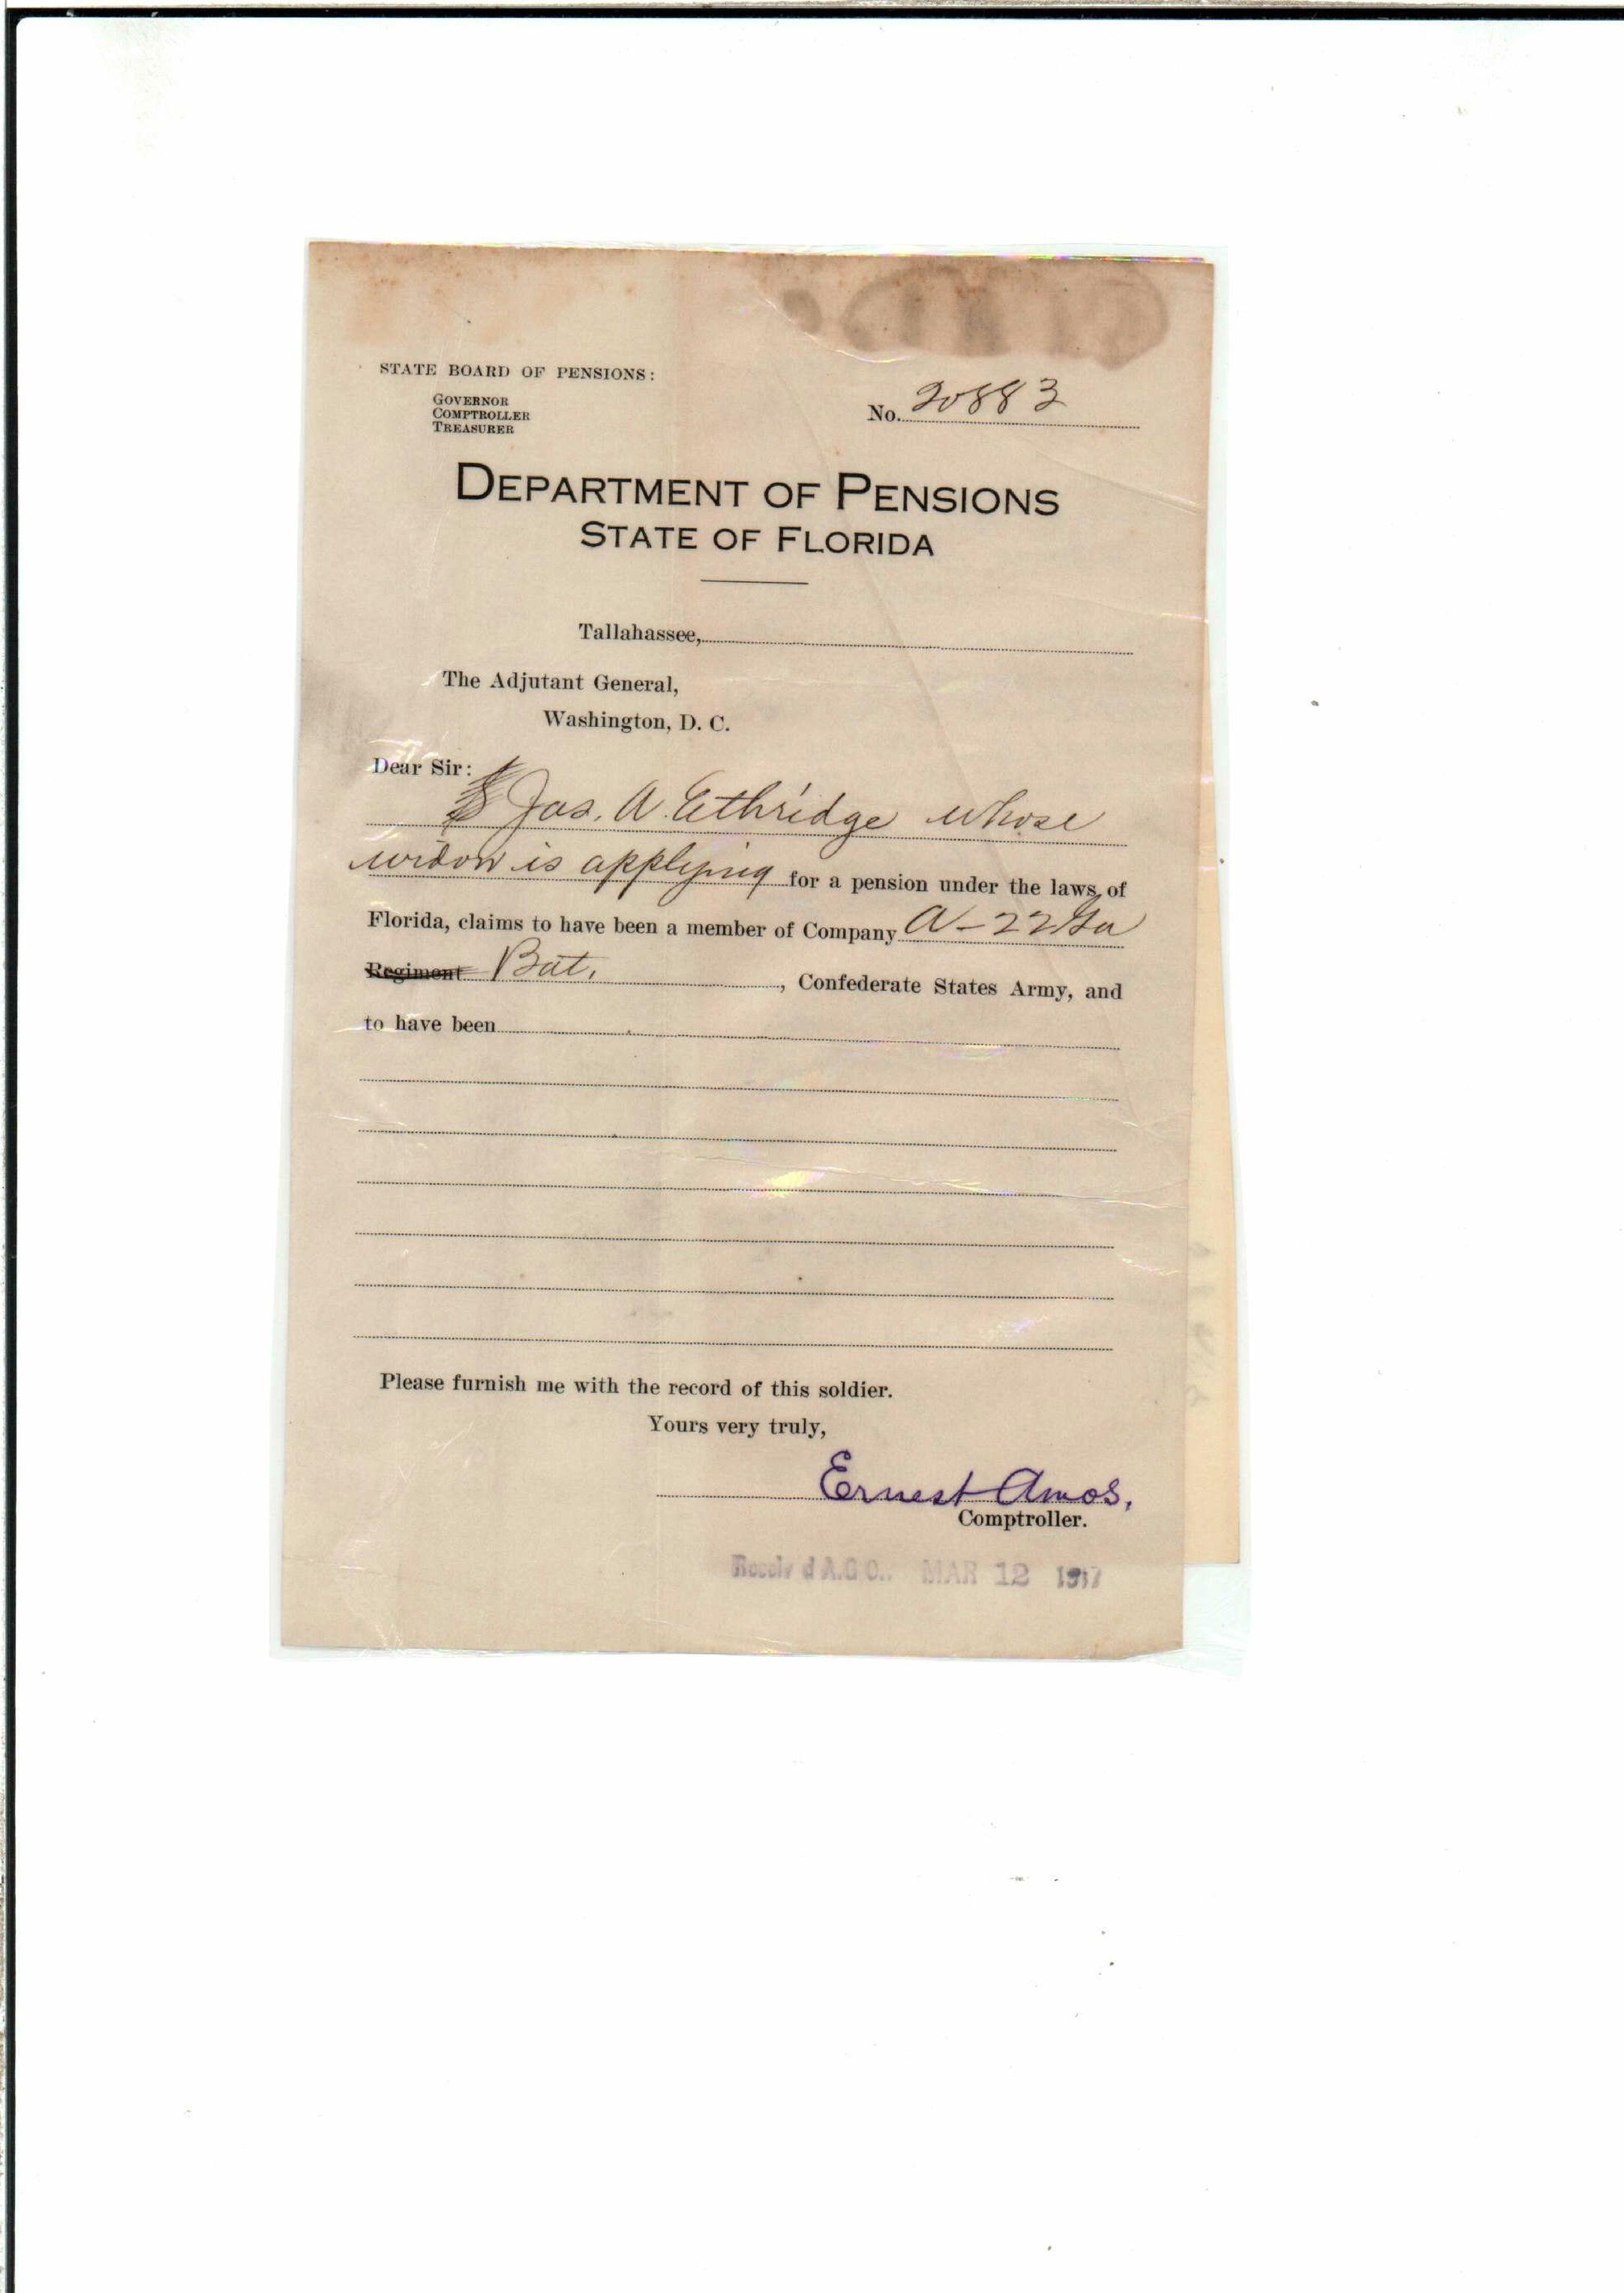 STATE BOARD OF PENSIONS:
GOVERNOR
COMPTROLLER
TREASURER
No. 20883
DEPARTMENT OF PENSIONS
STATE OF FLORIDA
Tallahassee,
The Adjutant General,
Washington, D. C.
Dear Sir:
Jas. A. Ethridge whose
widow is applying for a pension under the laws of
Florida, claims to have been a member of Company A-22 Ga
Regiment Bat. , Confederate States Army, and
to have been
Please furnish me with the record of this soldier.
Yours very truly,
Ernest Amos.
Comptroller.
Receiv d A.G.O. MAR 12 1917